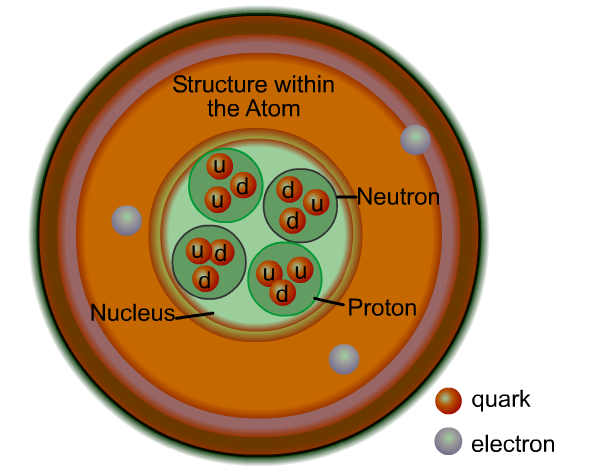 Structure within
the Atom
u
d
u
d
u
d
Neutron
u d
d
u
u
d
Nucleus
Proton
quark
electron